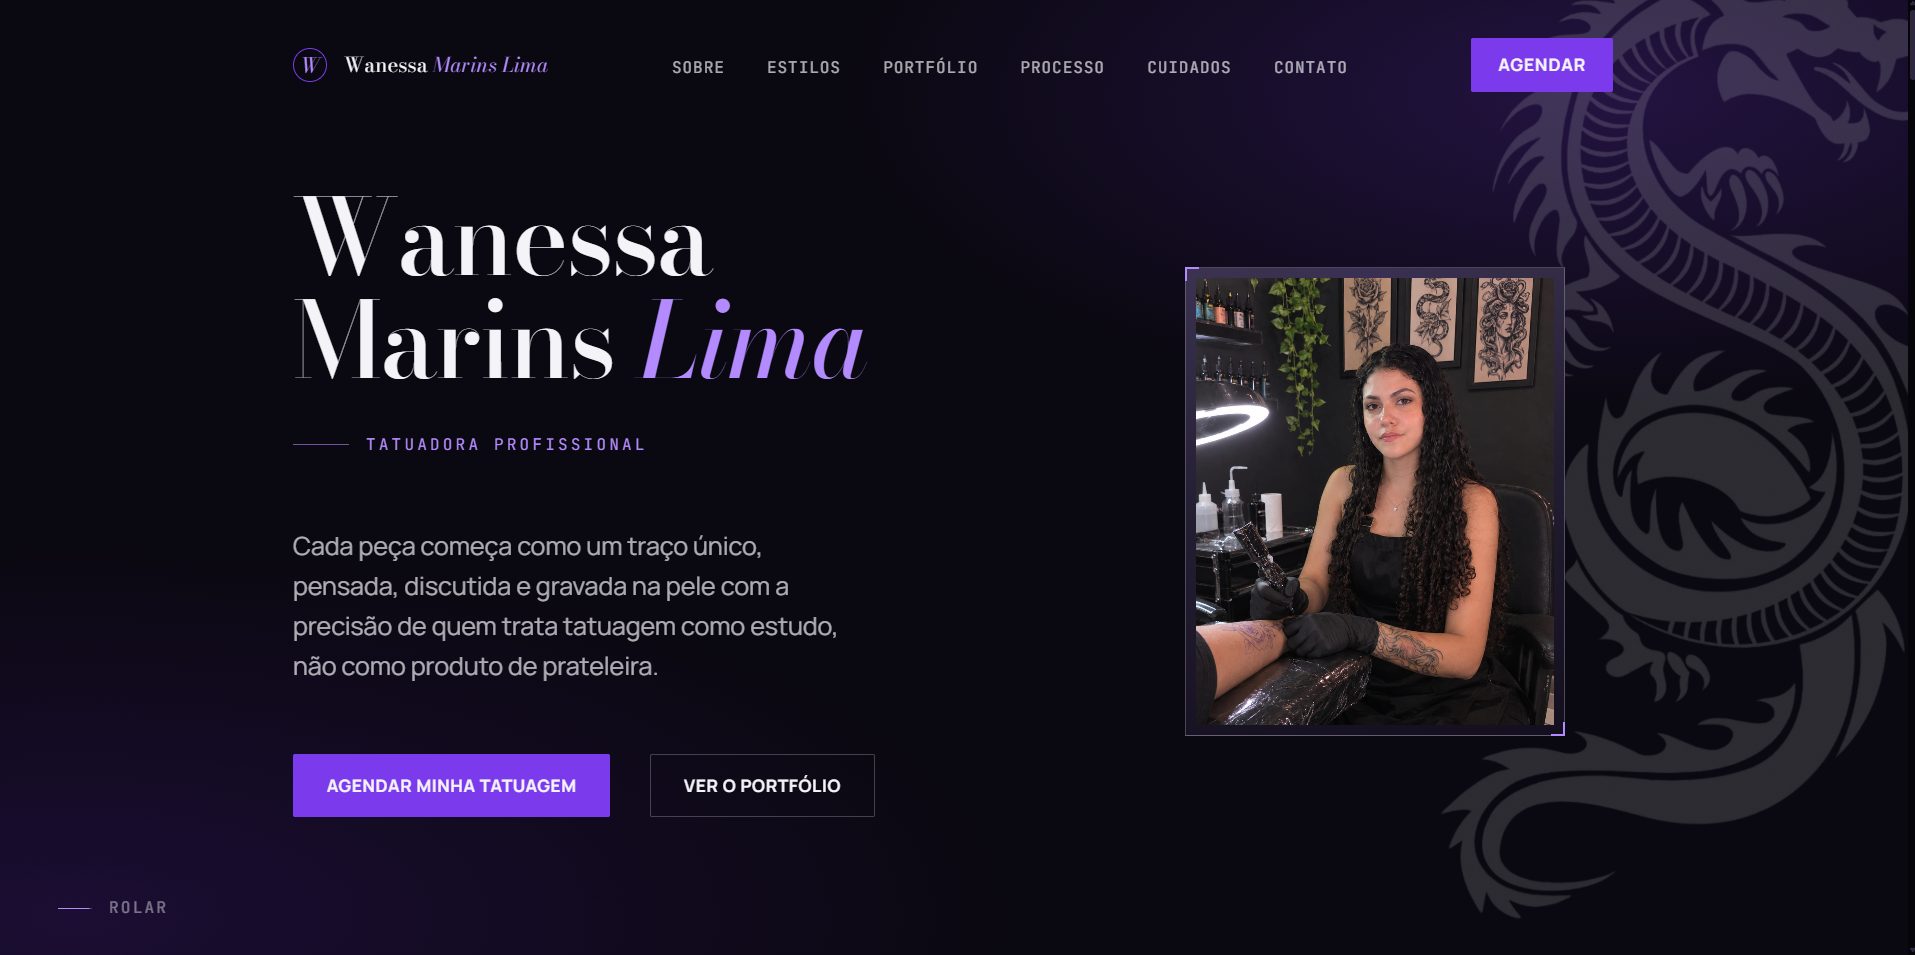 W Wanessa Marins Lima
SOBRE
ESTILOS
PORTFÓLIO
PROCESSO
CUIDADOS
CONTATO
AGENDAR
Wanessa
Marins Lima
TATUADORA PROFISSIONAL
Cada peça começa como um traço único,
pensada, discutida e gravada na pele com a
precisão de quem trata tatuagem como estudo,
não como produto de prateleira.
AGENDAR MINHA TATUAGEM
VER O PORTFÓLIO
ROLAR